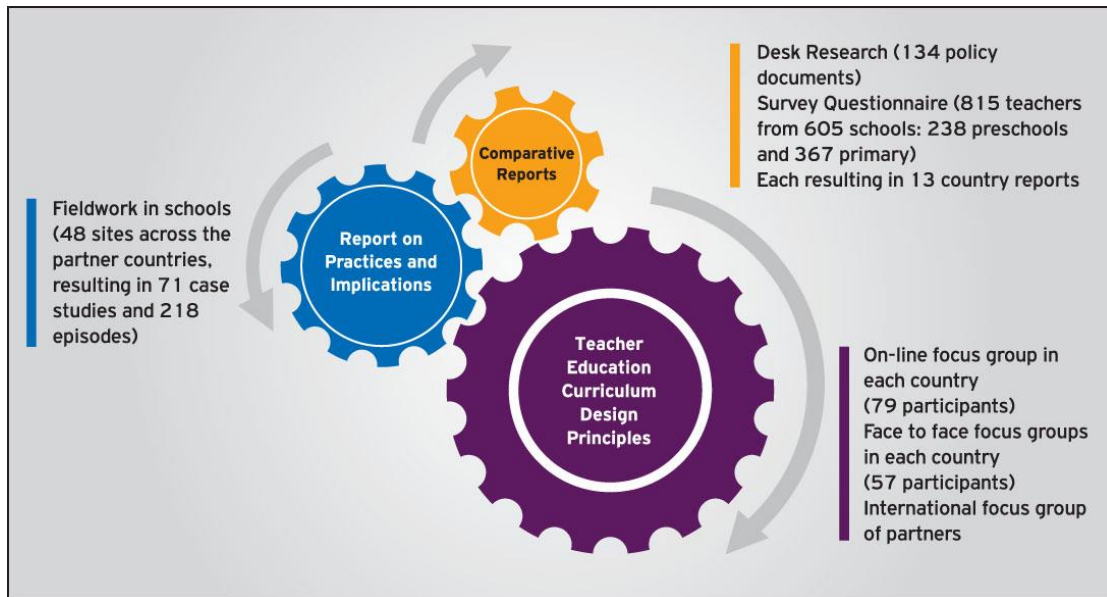 Desk Research (134 policy
documents)
Survey Questionnaire (815 teachers
from 605 schools: 238 preschools
and 367 primary)
Each resulting in 13 country reports
Comparative
Reports
Fieldwork in schools
(48 sites across the
partner countries,
resulting in 71 case
studies and 218
episodes)
Report on
Practices and
Implications
Teacher
Education
Curriculum
Design
Principles
On-line focus group in
each country
(79 participants)
Face to face focus groups
in each country
(57 participants)
International focus group
of partners